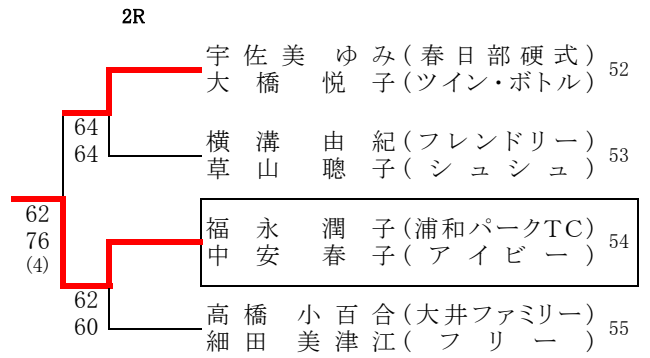 2R
宇佐美 ゆみ(春日部硬式) 52
大橋 悦子(ツイン・ボトル)
64
64
横溝 由紀(フレンドリー) 53
草山 聰子(シュシュ)
62
76
(4)
福永 潤子(浦和パークTC) 54
中安 春子(アイビー)
62
60
高橋 小百合(大井ファミリー) 55
細田 美津江(フリー)